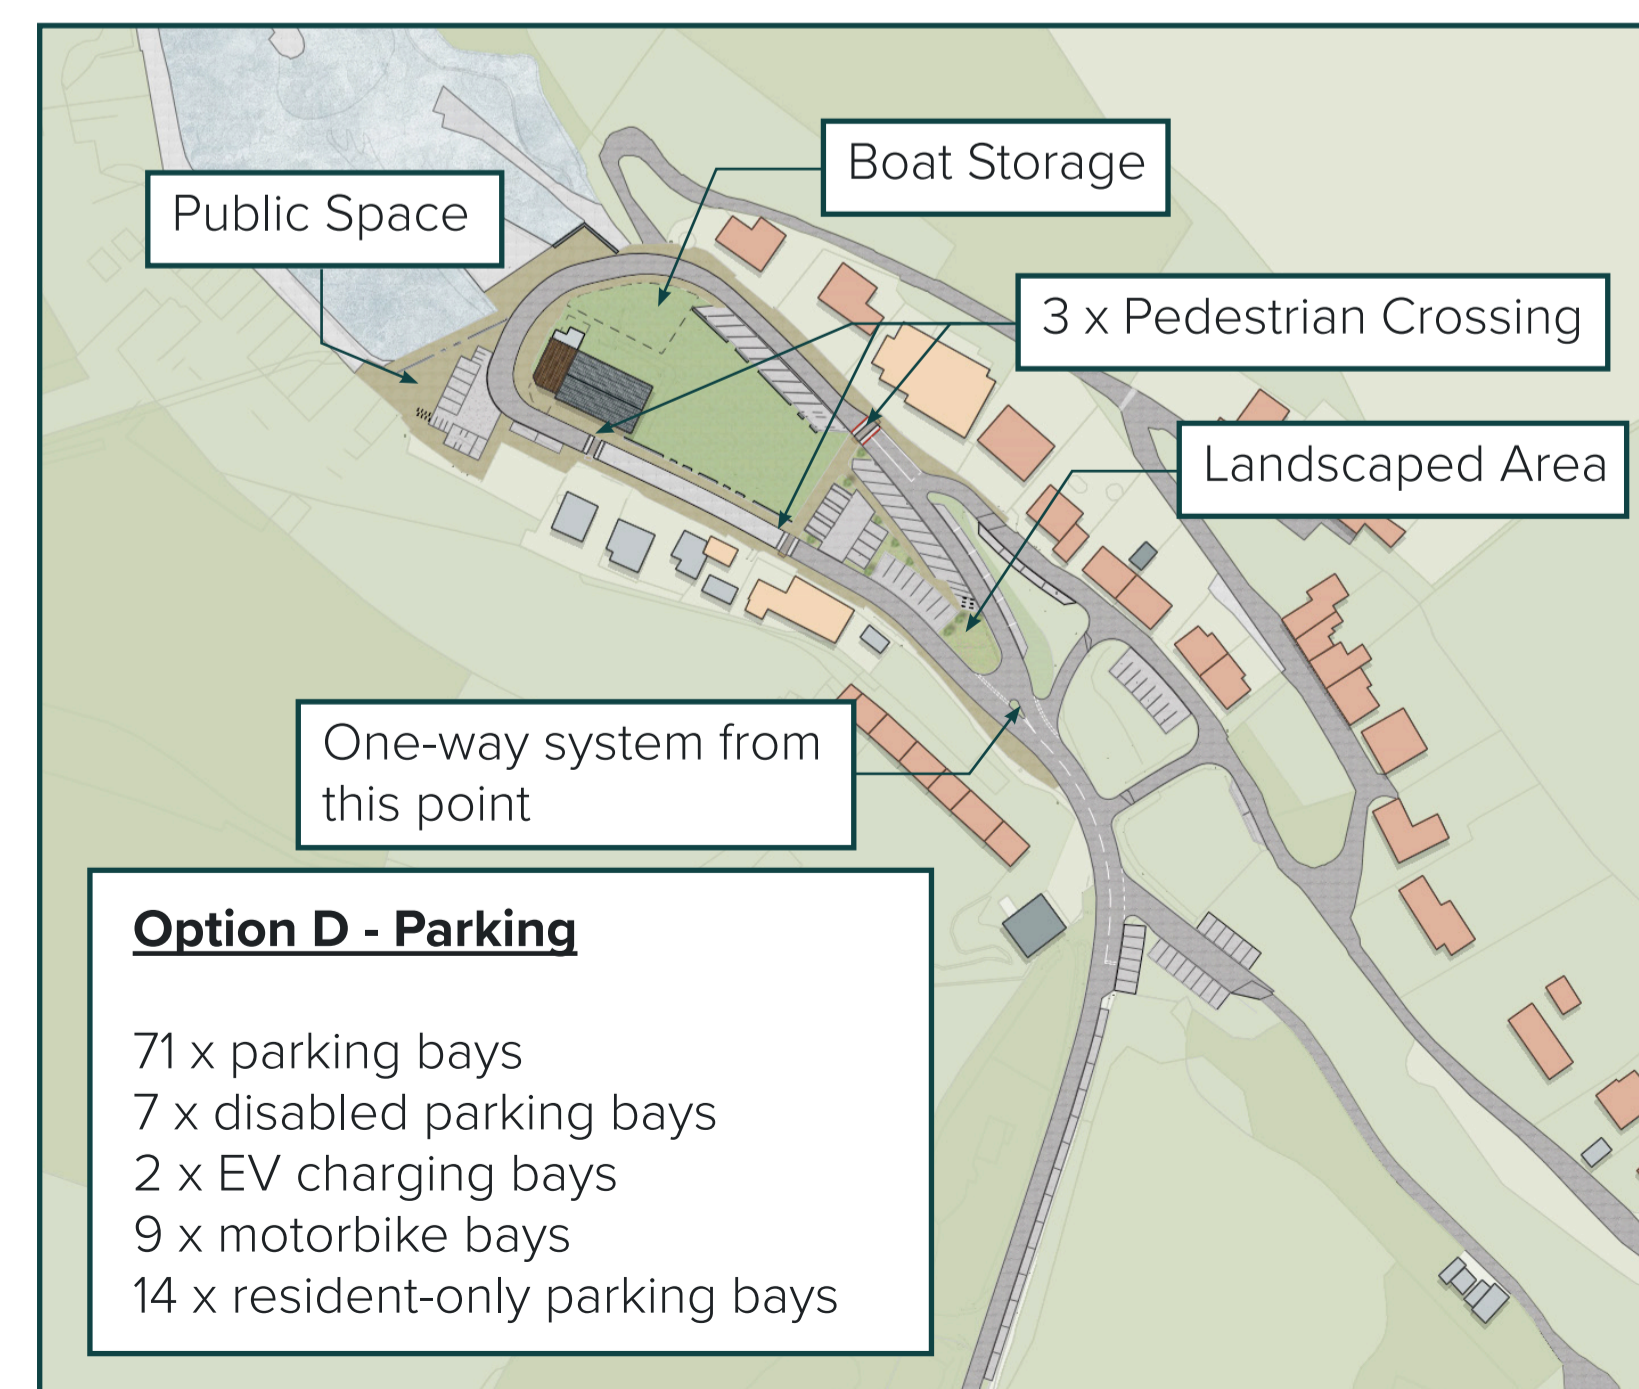 Boat Storage
Public Space
3 x Pedestrian Crossing
Landscaped Area
One-way system from
this point
Option D - Parking
71 x parking bays
7 x disabled parking bays
2 x EV charging bays
9 x motorbike bays
14 x resident-only parking bays